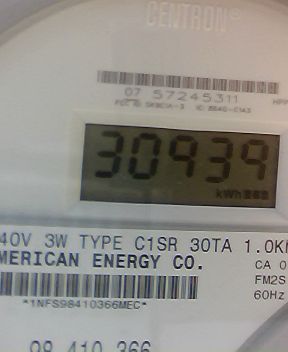 CENTRON®
07 57245311
30939
kWh
40V 3W TYPE C1SR 30TA 1.0K
MERICAN ENERGY CO.
CA 0
FM2S
60Hz
*1NFS98410366MEC*
98 410 366